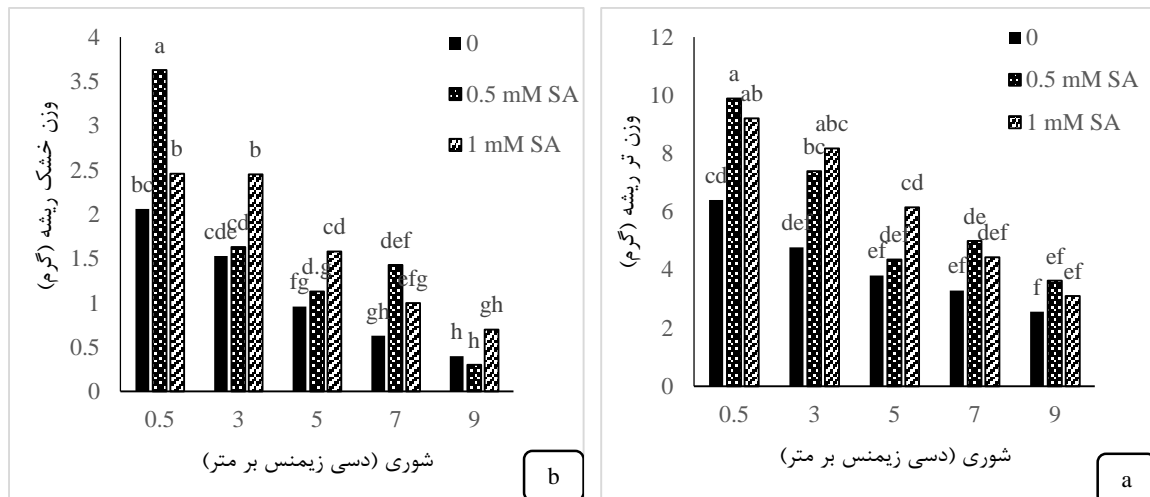 4
3.5
3
2.5
2
1.5
1
0.5
0
وزن خشک ریشه (گرم)
0
0.5 mM SA
1 mM SA
bc
a
b
cde
cd
b
fg
d.g
cd
gh
def
efg
h
h
gh
0.5 3 5 7 9
شوری (دسی زیمنس بر متر)
b
12
10
8
6
4
2
0
وزن تر ریشه (گرم)
0
0.5 mM SA
1 mM SA
cd
a
ab
def
bc
abc
ef
def
cd
ef
de
def
f
ef
ef
0.5 3 5 7 9
شوری (دسی زیمنس بر متر)
a